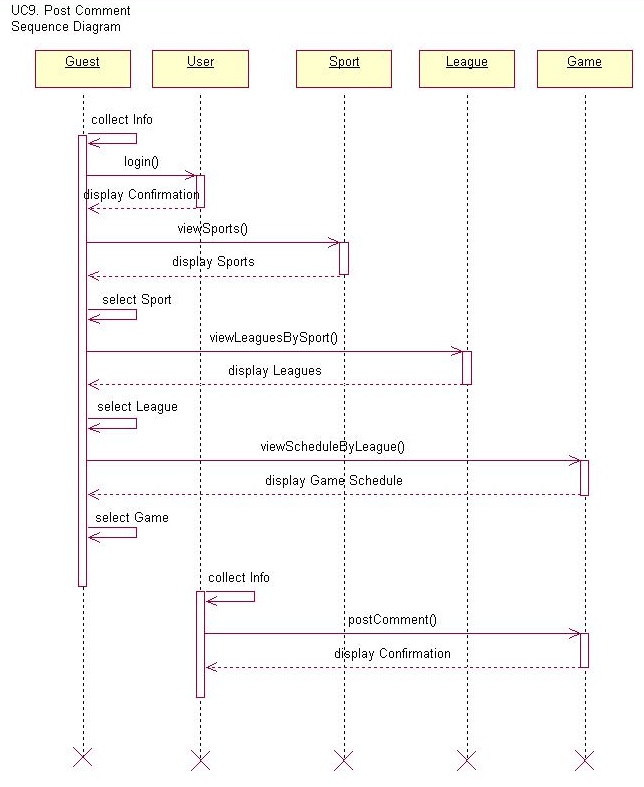 UC9. Post Comment
Sequence Diagram
Guest
User
Sport
League
Game
collect Info
login()
display Confirmation
viewSports()
display Sports
select Sport
viewLeaguesBySport()
display Leagues
select League
viewScheduleByLeague()
display Game Schedule
select Game
collect Info
postComment()
display Confirmation